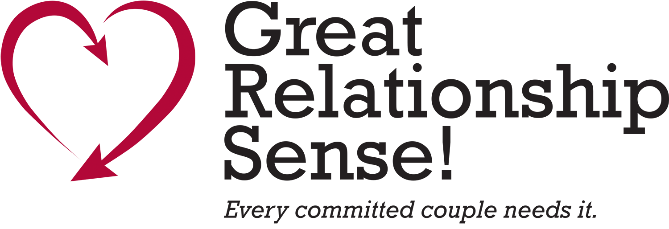 Great
Relationship
Sense!
Every committed couple needs it.